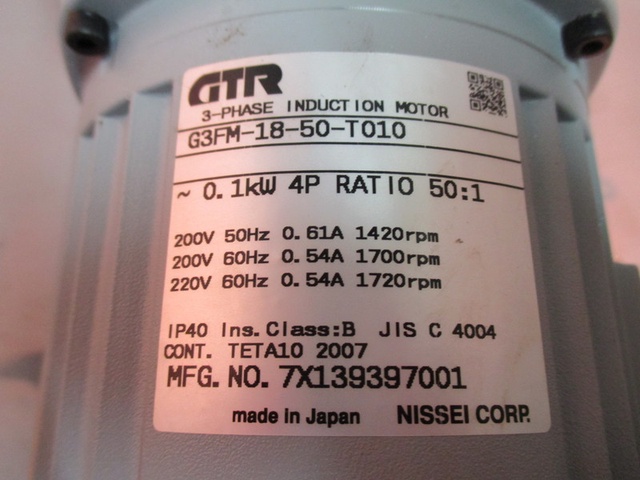 GTR
3-PHASE INDUCTION MOTOR
G3FM-18-50-T010
~ 0.1kW 4P RATIO 50:1
200V 50Hz 0.61A 1420rpm
200V 60Hz 0.54A 1700rpm
220V 60Hz 0.54A 1720rpm
IP40 Ins.Class:B JIS C 4004
CONT. TETA10 2007
MFG.NO. 7X139397001
made in Japan NISSEI CORP.